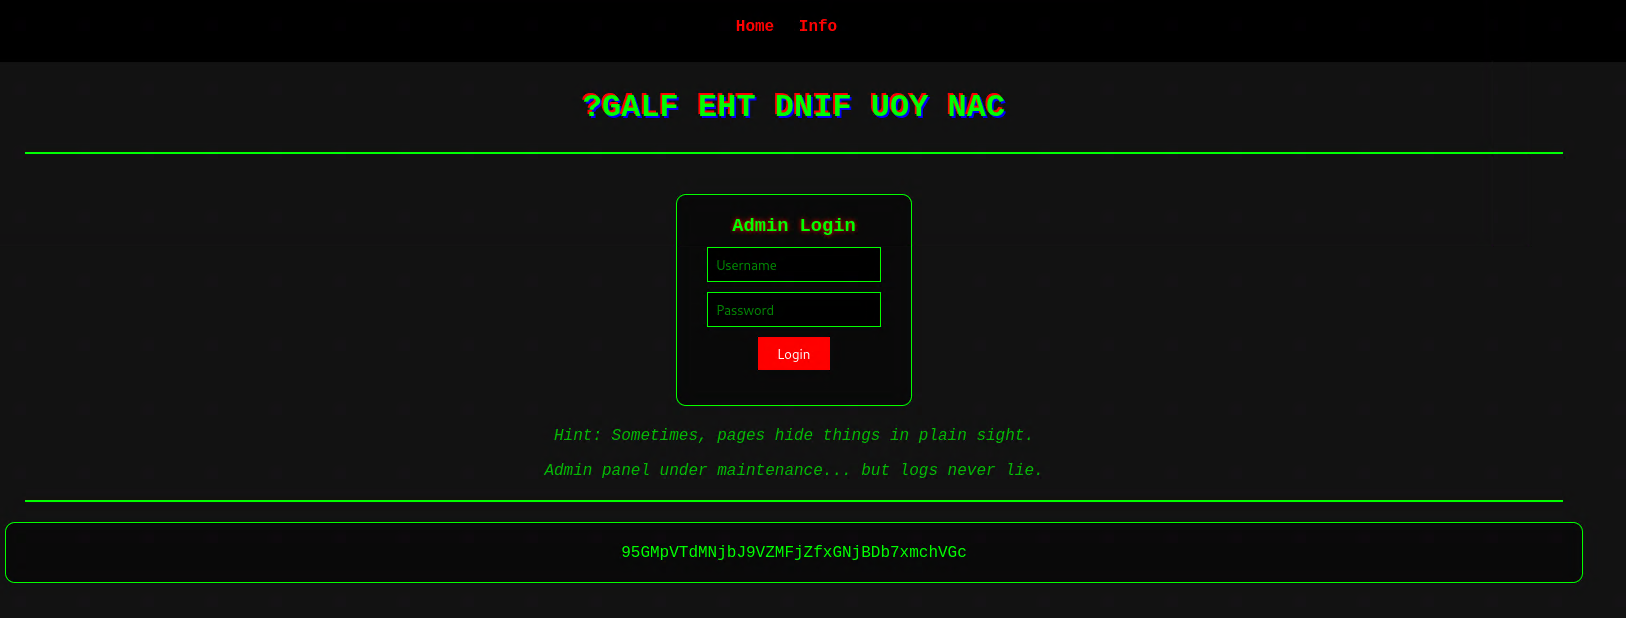 Home Info
?GALF EHT DNIF UOY NAC
Admin Login
Username
Password
Login
Hint: Sometimes, pages hide things in plain sight.
Admin panel under maintenance... but logs never lie.
95GMpVTdMNjbJ9VZMFjZfxGNjBDb7xmchVGc